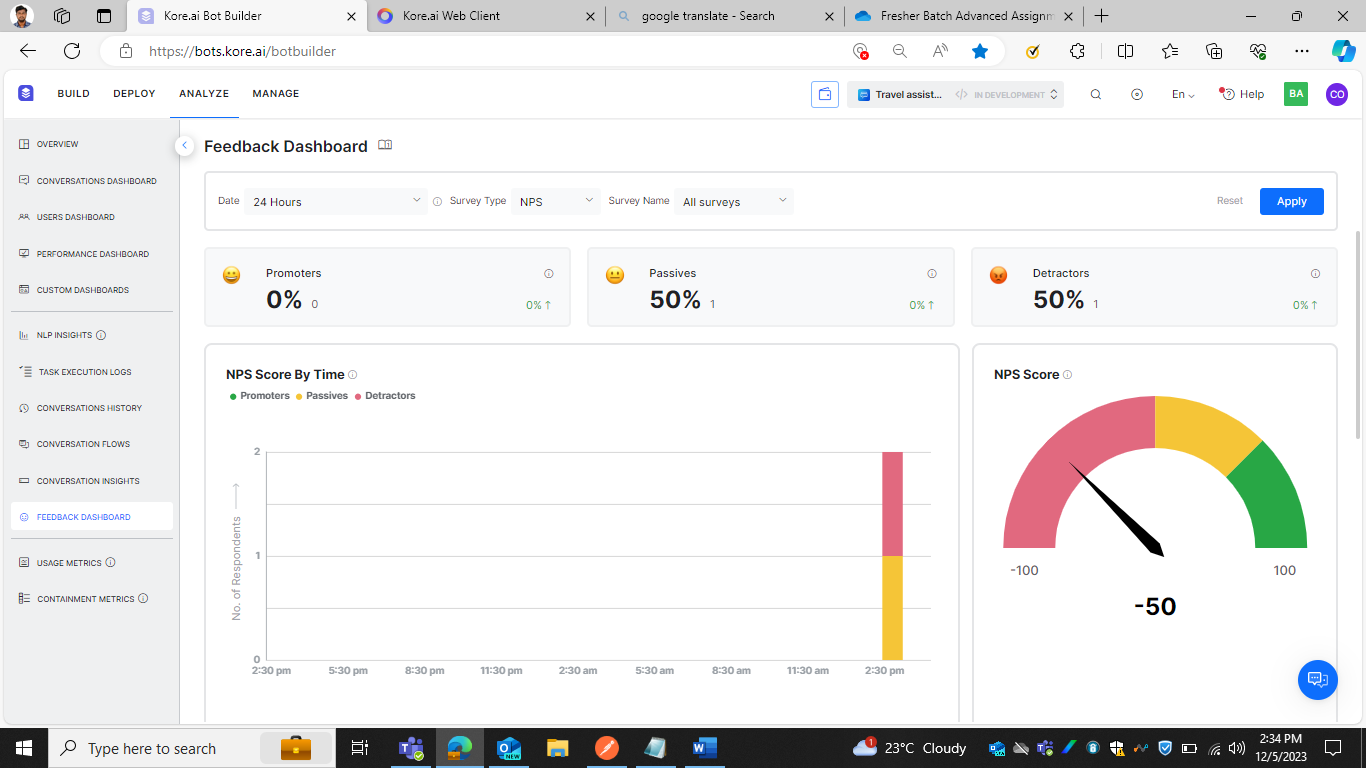 Kore.ai Bot Builder
Kore.ai Web Client
google translate - Search
Fresher Batch Advanced Assignm
https://bots.kore.ai/botbuilder
BUILD DEPLOY ANALYZE MANAGE
Travel assist... IN DEVELOPMENT
En
Help
BA
CO
OVERVIEW
CONVERSATIONS DASHBOARD
USERS DASHBOARD
PERFORMANCE DASHBOARD
CUSTOM DASHBOARDS
NLP INSIGHTS
TASK EXECUTION LOGS
CONVERSATIONS HISTORY
CONVERSATION FLOWS
CONVERSATION INSIGHTS
FEEDBACK DASHBOARD
USAGE METRICS
CONTAINMENT METRICS
Feedback Dashboard
Date 24 Hours Survey Type NPS Survey Name All surveys Reset Apply
Promoters
0% 0 0% ↑
Passives
50% 1 0% ↑
Detractors
50% 1 0% ↑
NPS Score By Time
Promoters Passives Detractors
No. of Respondents
2
1
0
2:30 pm 5:30 pm 8:30 pm 11:30 pm 2:30 am 5:30 am 8:30 am 11:30 am 2:30 pm
NPS Score
-100 100
-50
Type here to search
NEW
1
23°C Cloudy
2:34 PM
12/5/2023